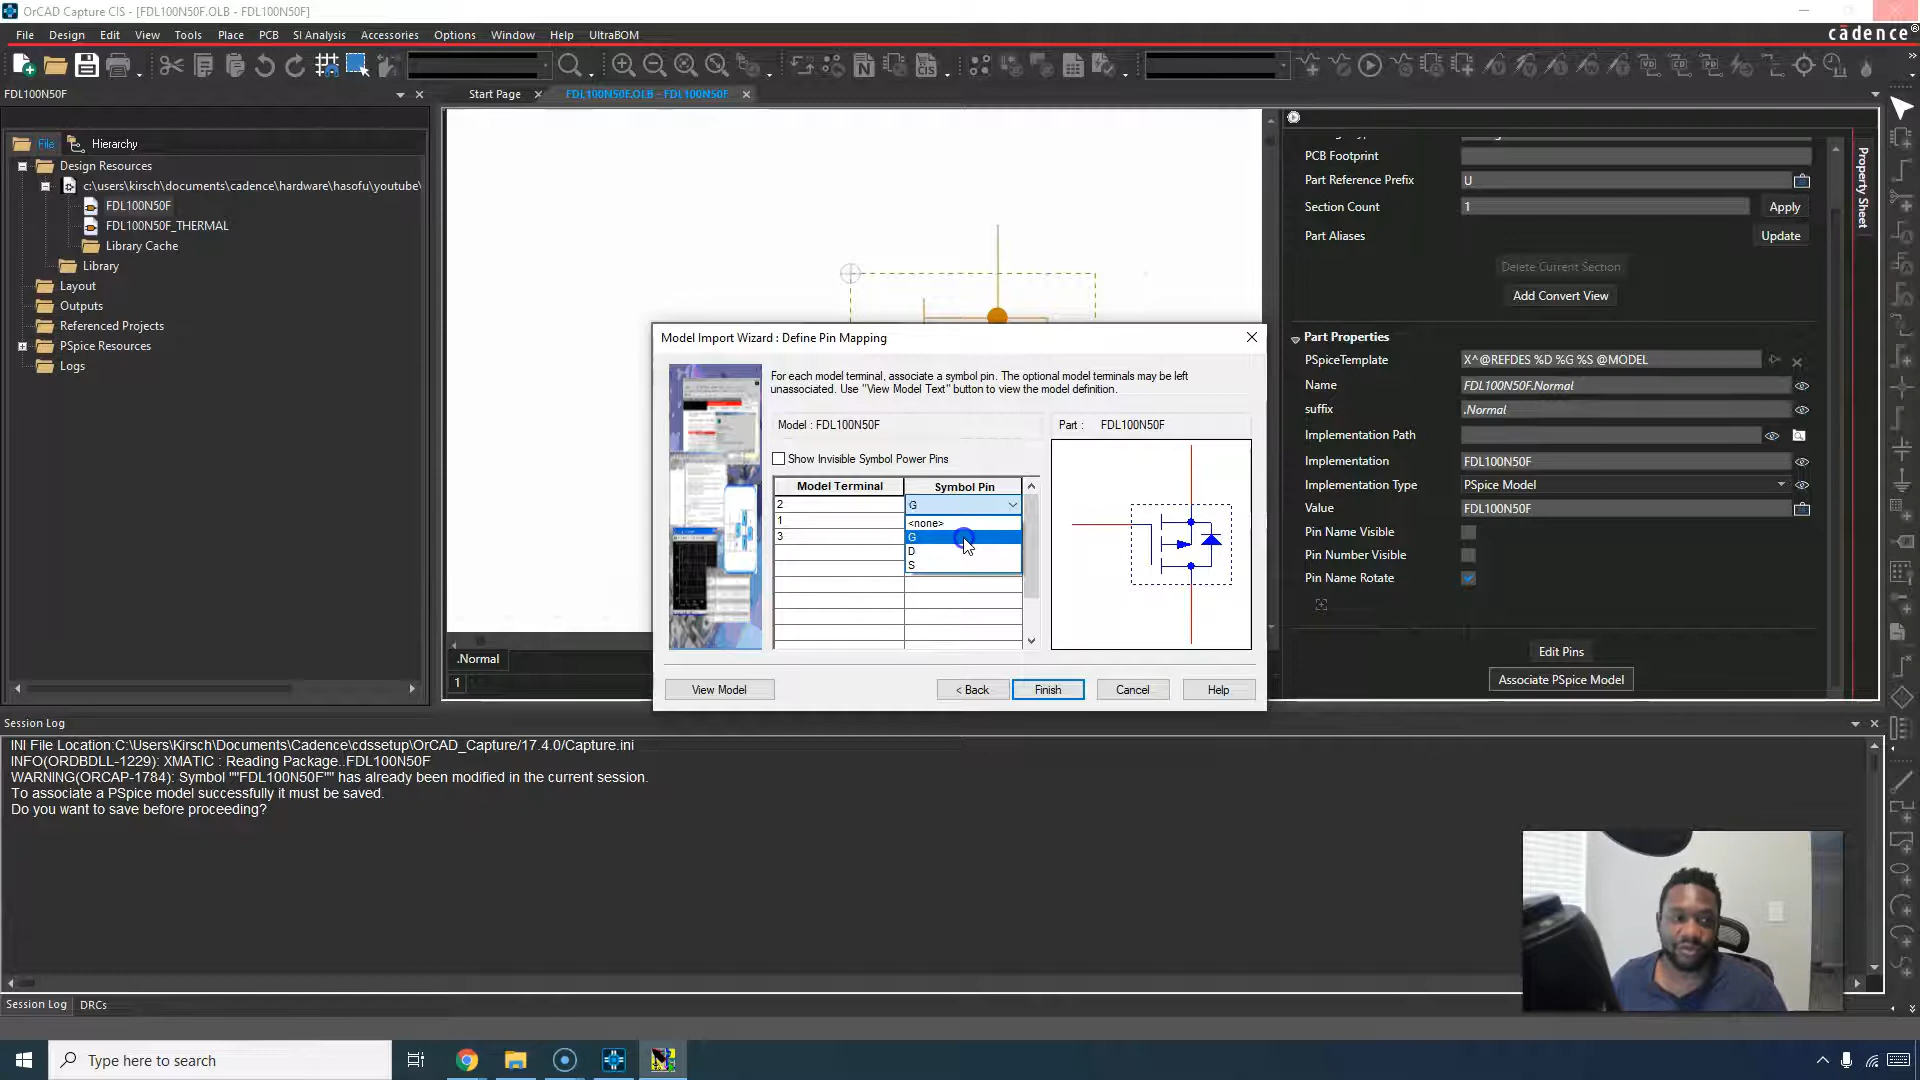 OrCAD Capture CIS - [FDL100N50F.OLB - FDL100N50F]
File Design Edit View Tools Place PCB SI Analysis Accessories Options Window Help UltraBOM
cādence®
FDL100N50F
Start Page
FDL100N50F.OLB - FDL100N50F
File
Hierarchy
Design Resources
c:\users\kirsch\documents\cadence\hardware\hasofu\youtube\
FDL100N50F
FDL100N50F_THERMAL
Library Cache
Library
Layout
Outputs
Referenced Projects
PSpice Resources
Logs
.Normal
1
Model Import Wizard : Define Pin Mapping
For each model terminal, associate a symbol pin. The optional model terminals may be left
unassociated. Use "View Model Text" button to view the model definition.
Model : FDL100N50F
Part : FDL100N50F
Show Invisible Symbol Power Pins
Model Terminal Symbol Pin
2 G
1 <none>
G
3
D
S
View Model
< Back
Finish
Cancel
Help
PCB Footprint
Part Reference Prefix U
Section Count 1 Apply
Part Aliases Update
Delete Current Section
Add Convert View
Part Properties
PSpiceTemplate X^@REFDES %D %G %S @MODEL
Name FDL100N50F.Normal
suffix .Normal
Implementation Path
Implementation FDL100N50F
Implementation Type PSpice Model
Value FDL100N50F
Pin Name Visible
Pin Number Visible
Pin Name Rotate
Edit Pins
Associate PSpice Model
Property Sheet
Session Log
INI File Location:C:\Users\Kirsch\Documents\Cadence\cdssetup\OrCAD_Capture/17.4.0/Capture.ini
INFO(ORDBDLL-1229): XMATIC : Reading Package..FDL100N50F
WARNING(ORCAP-1784): Symbol ""FDL100N50F"" has already been modified in the current session.
To associate a PSpice model successfully it must be saved.
Do you want to save before proceeding?
Session Log DRCs
Type here to search